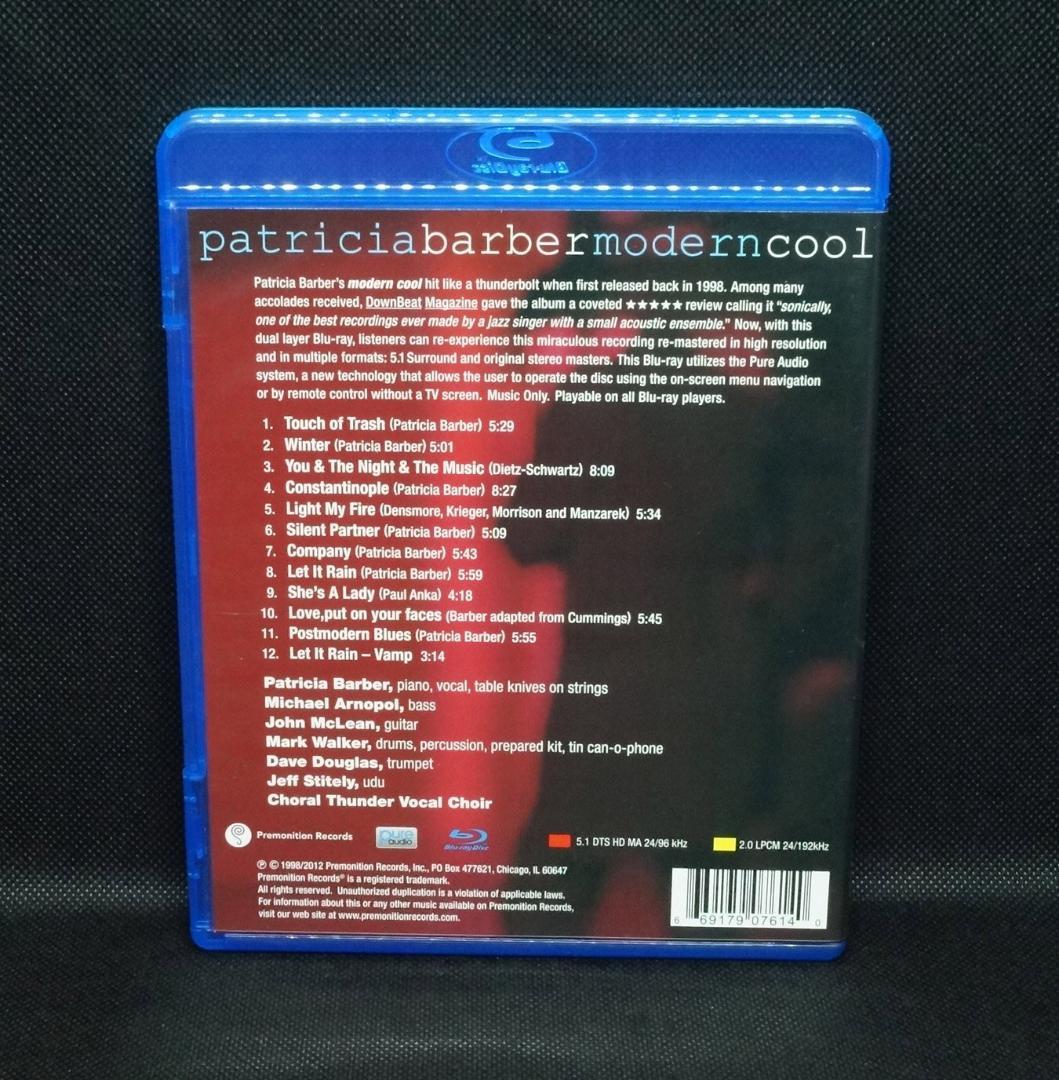 Blu-ray Disc
patriciabarbermoderncool
Patricia Barber's modern cool hit like a thunderbolt when first released back in 1998. Among many
accolades received, DownBeat Magazine gave the album a coveted ★★★★★ review calling it "sonically,
one of the best recordings ever made by a jazz singer with a small acoustic ensemble." Now, with this
dual layer Blu-ray, listeners can re-experience this miraculous recording re-mastered in high resolution
and in multiple formats: 5.1 Surround and original stereo masters. This Blu-ray utilizes the Pure Audio
system, a new technology that allows the user to operate the disc using the on-screen menu navigation
or by remote control without a TV screen. Music Only. Playable on all Blu-ray players.
1. Touch of Trash (Patricia Barber) 5:29
2. Winter (Patricia Barber) 5:01
3. You & The Night & The Music (Dietz-Schwartz) 8:09
4. Constantinople (Patricia Barber) 8:27
5. Light My Fire (Densmore, Krieger, Morrison and Manzarek) 5:34
6. Silent Partner (Patricia Barber) 5:09
7. Company (Patricia Barber) 5:43
8. Let It Rain (Patricia Barber) 5:59
9. She's A Lady (Paul Anka) 4:18
10. Love,put on your faces (Barber adapted from Cummings) 5:45
11. Postmodern Blues (Patricia Barber) 5:55
12. Let It Rain – Vamp 3:14
Patricia Barber, piano, vocal, table knives on strings
Michael Arnopol, bass
John McLean, guitar
Mark Walker, drums, percussion, prepared kit, tin can-o-phone
Dave Douglas, trumpet
Jeff Stitely, udu
Choral Thunder Vocal Choir
Premonition Records pure audio Blu-ray Disc 5.1 DTS HD MA 24/96 kHz 2.0 LPCM 24/192kHz
℗ © 1998/2012 Premonition Records, Inc., PO Box 477621, Chicago, IL 60647
Premonition Records® is a registered trademark.
All rights reserved. Unauthorized duplication is a violation of applicable laws.
For information about this or any other music available on Premonition Records,
visit our web site at www.premonitionrecords.com.
6 69179 07614 0